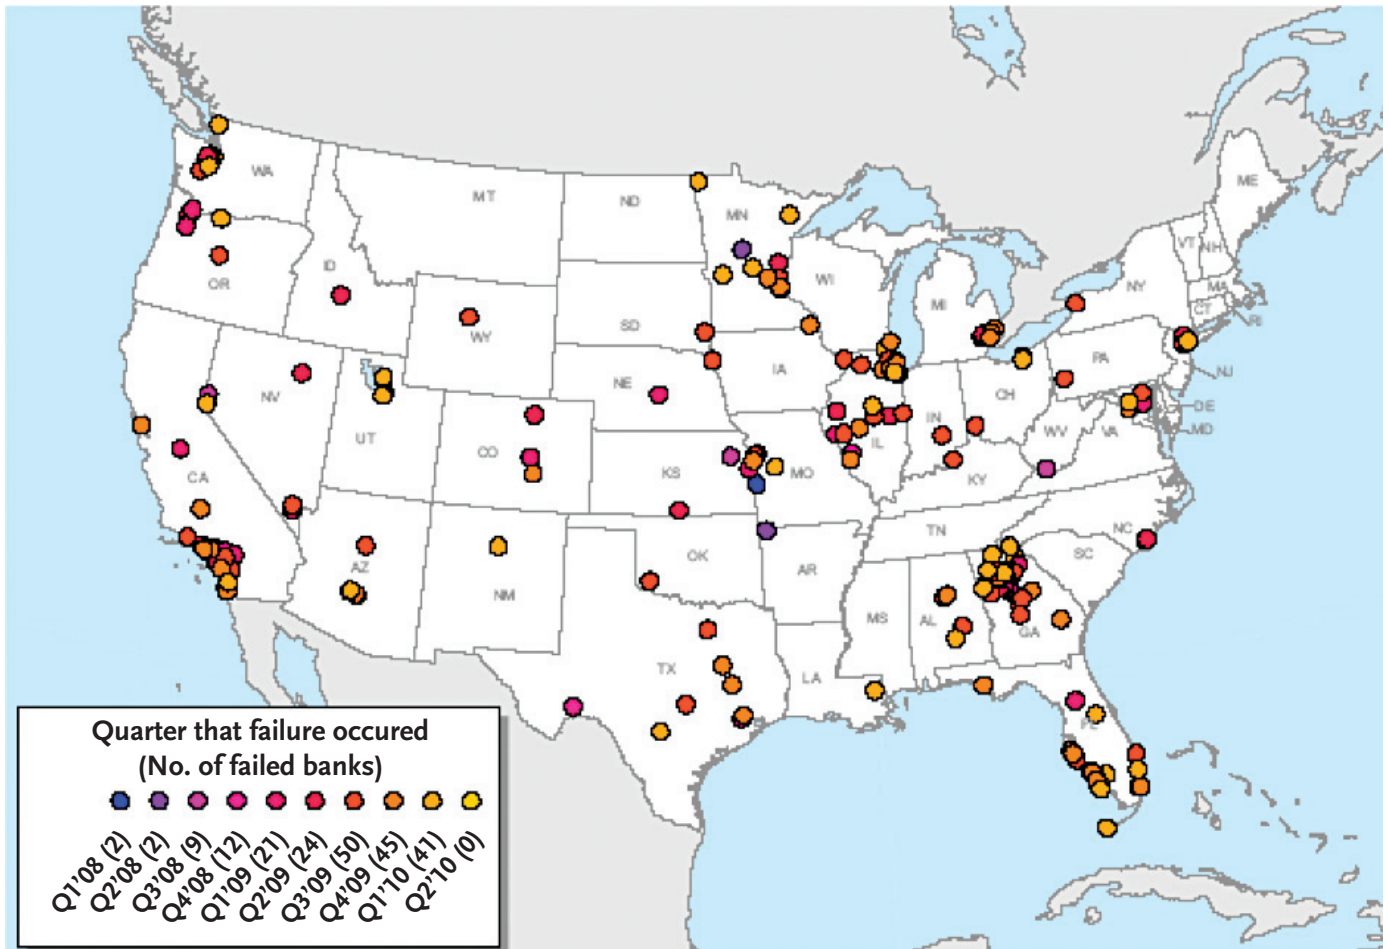 WA
MT
ND
MN
ME
VT
NH
ID
OR
WI
MI
NY
MA
CT
RI
WY
SD
PA
IA
NE
NJ
OH
NV
IN
DE
IL
WV
VA
MD
UT
CO
CA
KS
MO
KY
NC
TN
OK
SC
AZ
AR
NM
MS
AL
GA
TX
LA
FL
Quarter that failure occured
(No. of failed banks)
Q1'08 (2)
Q2'08 (2)
Q3'08 (9)
Q4'08 (12)
Q1'09 (21)
Q2'09 (24)
Q3'09 (50)
Q4'09 (45)
Q1'10 (41)
Q2'10 (0)